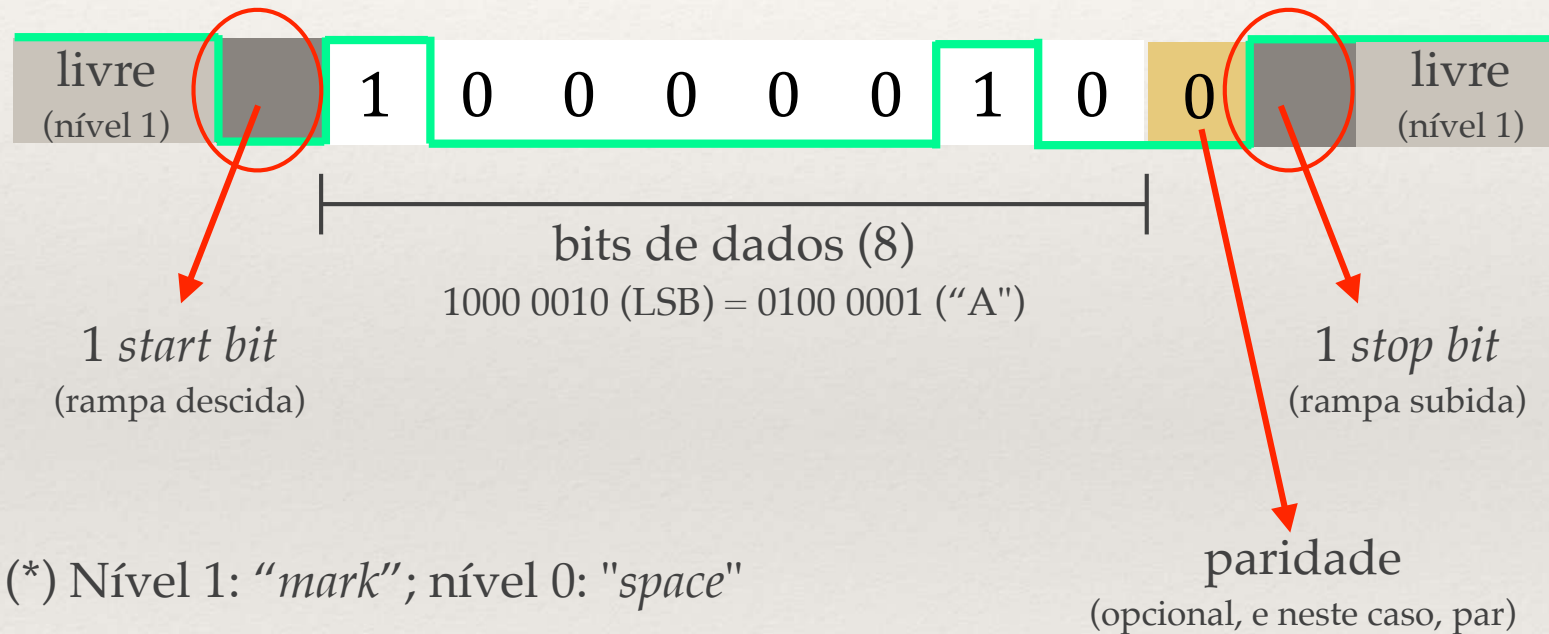 livre 1 0 0 0 0 0 1 0 0 livre
(nível 1) (nível 1)
bits de dados (8)
1000 0010 (LSB) = 0100 0001 (“A")
1 start bit 1 stop bit
(rampa descida) (rampa subida)
(*) Nível 1: “mark”; nível 0: "space"
paridade
(opcional, e neste caso, par)